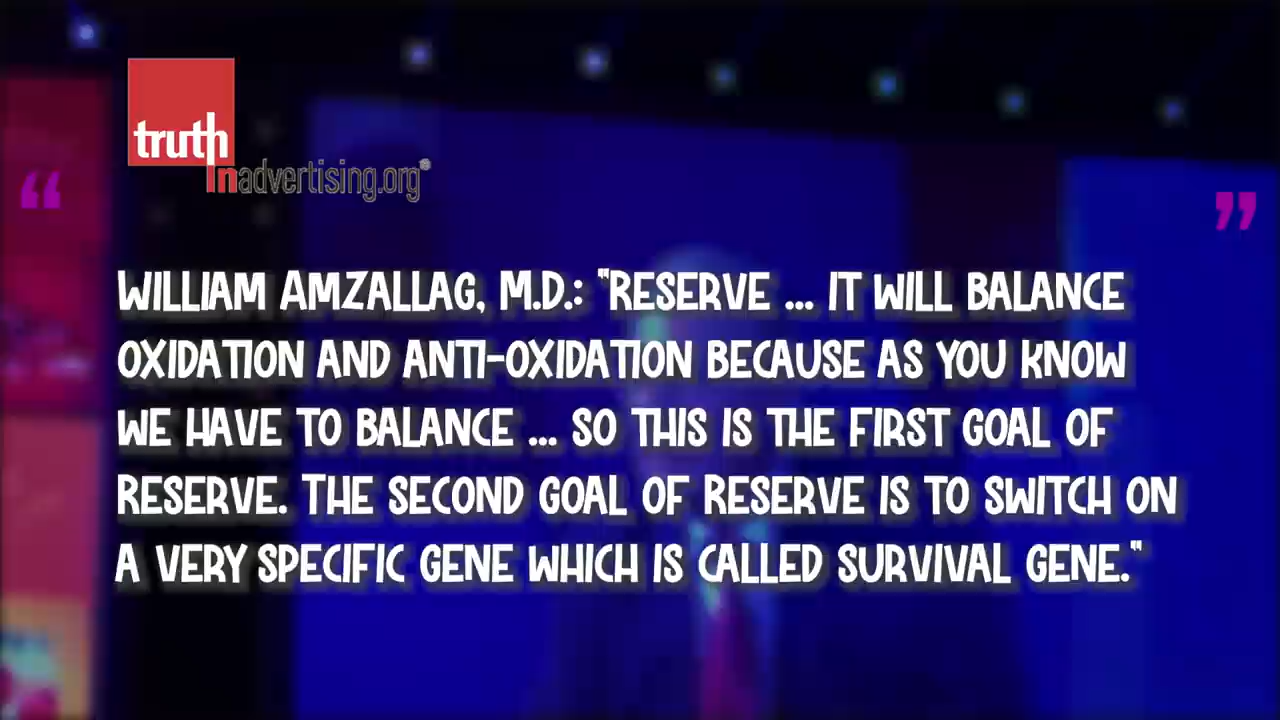 truth
Inadvertising.org®
“ ”
WILLIAM AMZALLAG, M.D.: "RESERVE ... IT WILL BALANCE
OXIDATION AND ANTI-OXIDATION BECAUSE AS YOU KNOW
WE HAVE TO BALANCE ... SO THIS IS THE FIRST GOAL OF
RESERVE. THE SECOND GOAL OF RESERVE IS TO SWITCH ON
A VERY SPECIFIC GENE WHICH IS CALLED SURVIVAL GENE."